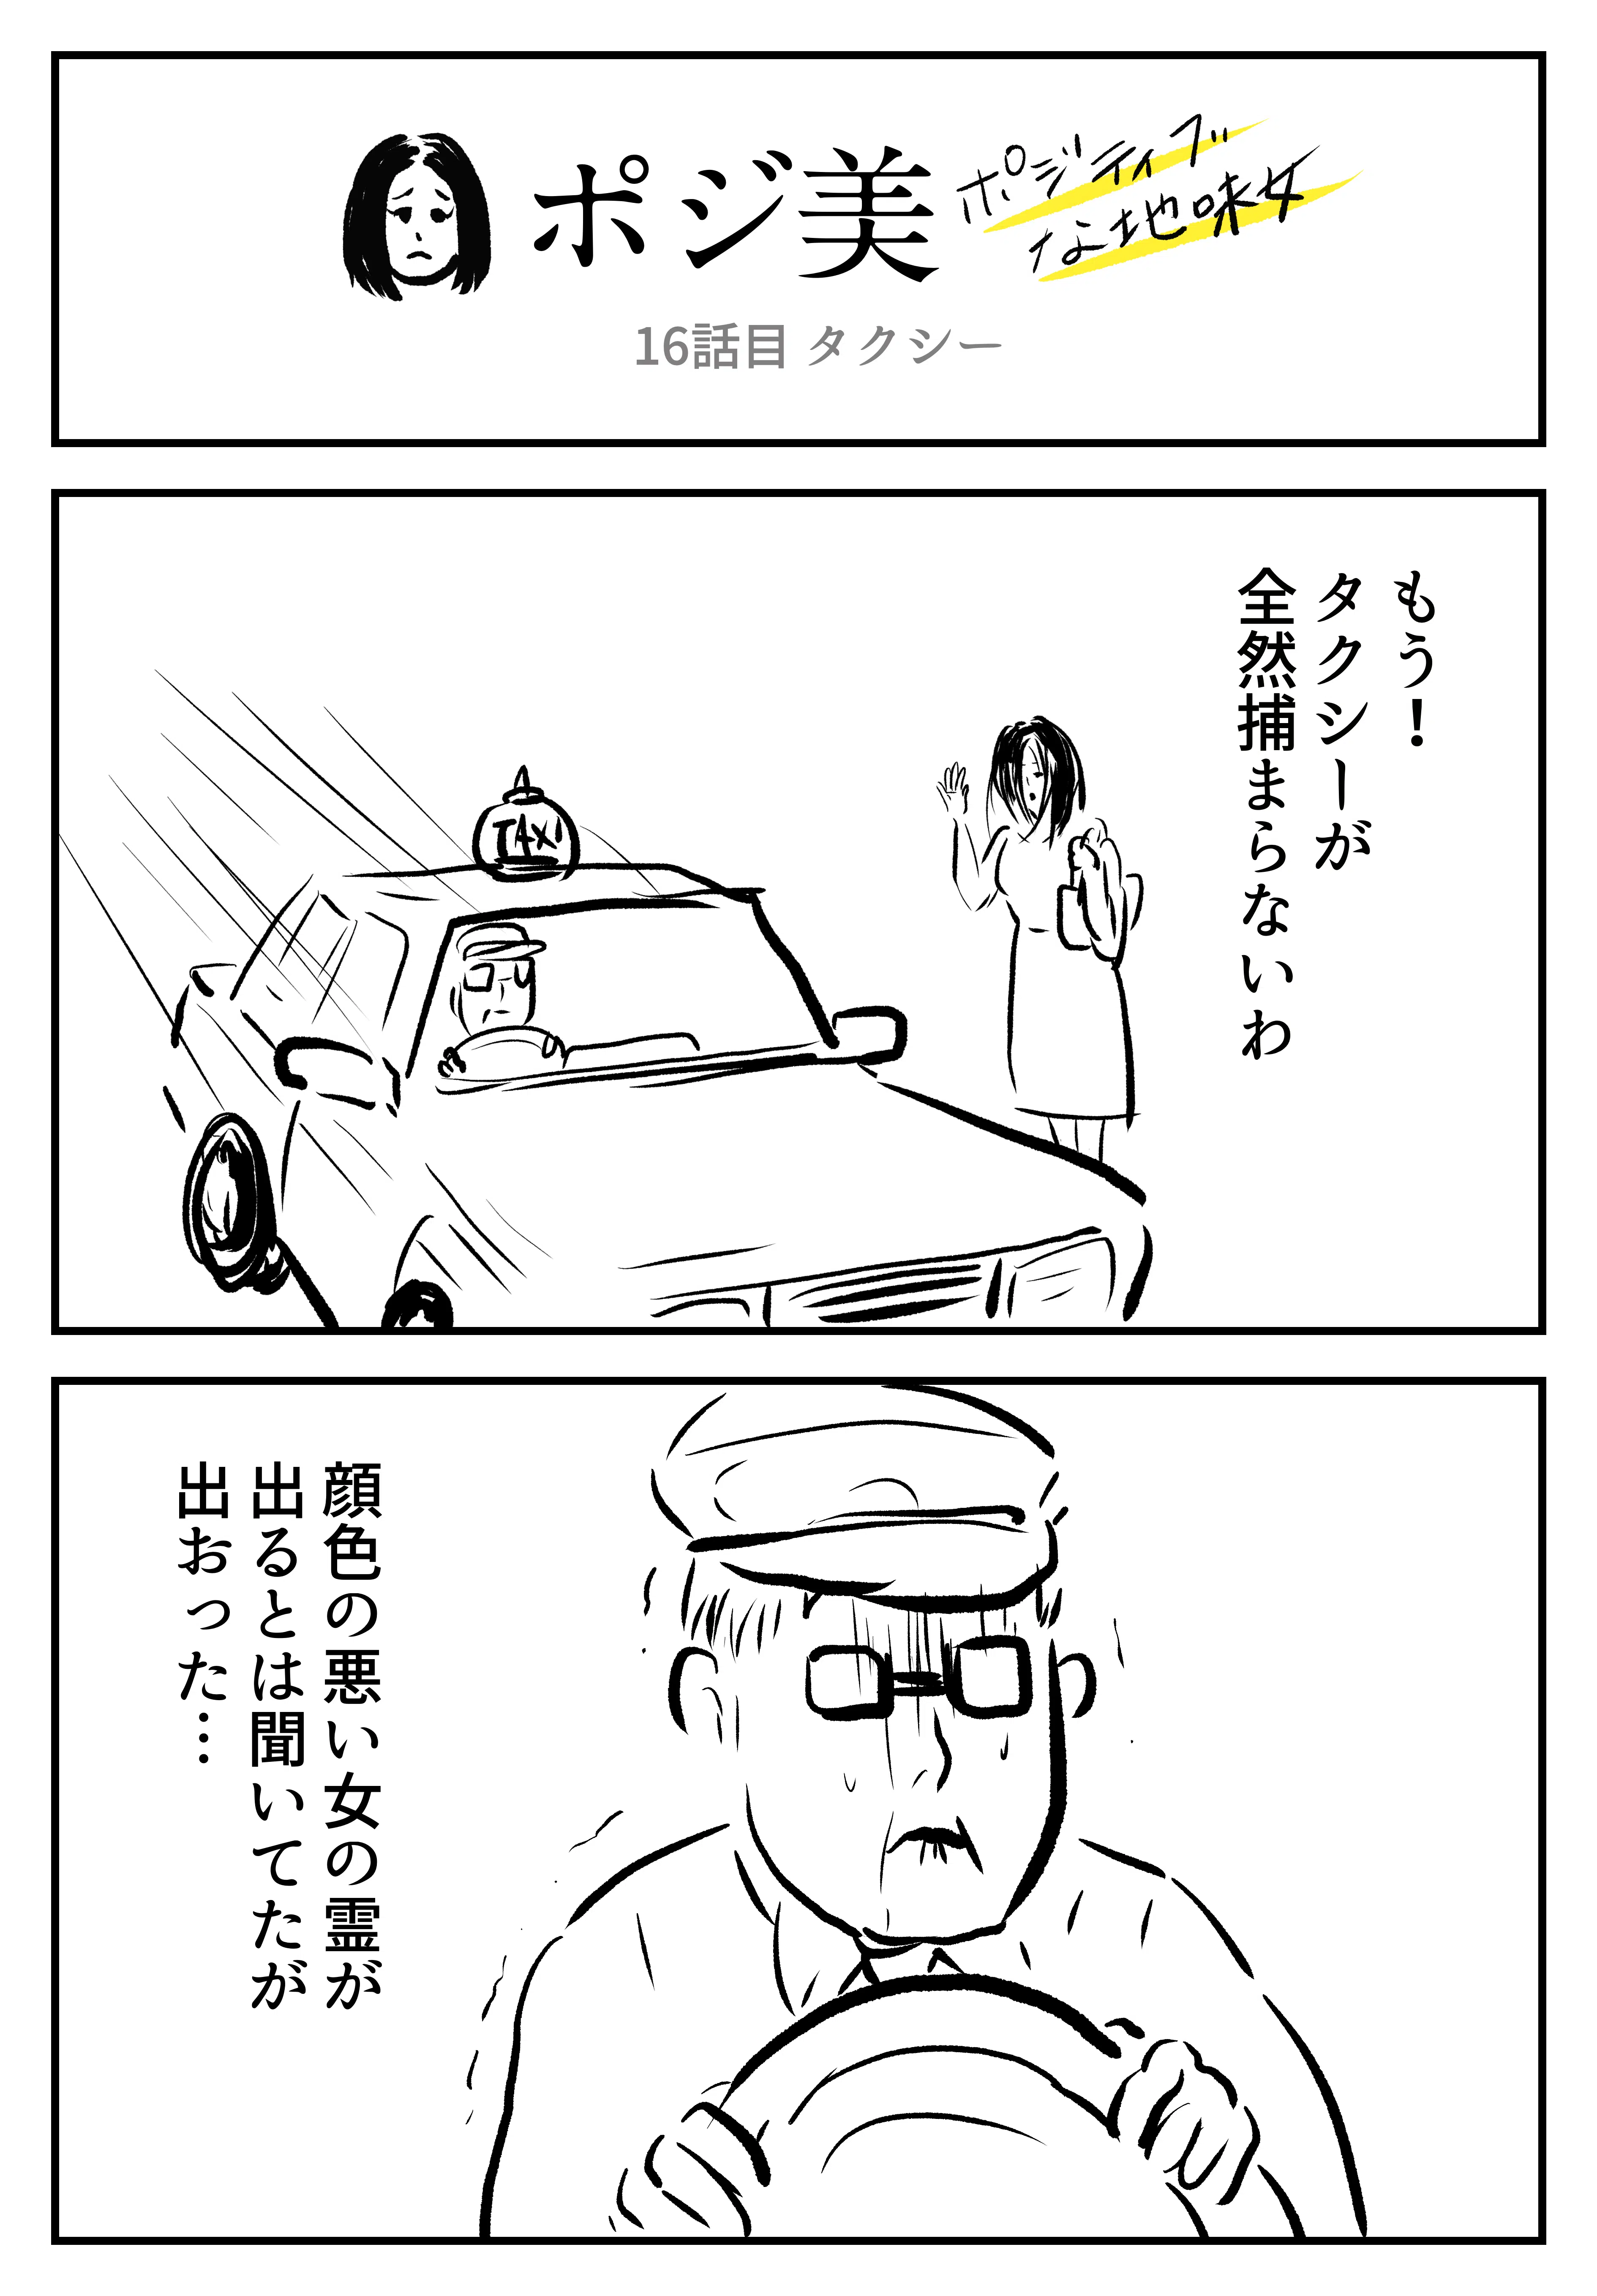 ポジ美
ポジティブ
な地味女
16話目 タクシー
もう！
タクシーが
全然捕まらないわ
TAXI
顔色の悪い女の霊が
出るとは聞いてたが
出おった…